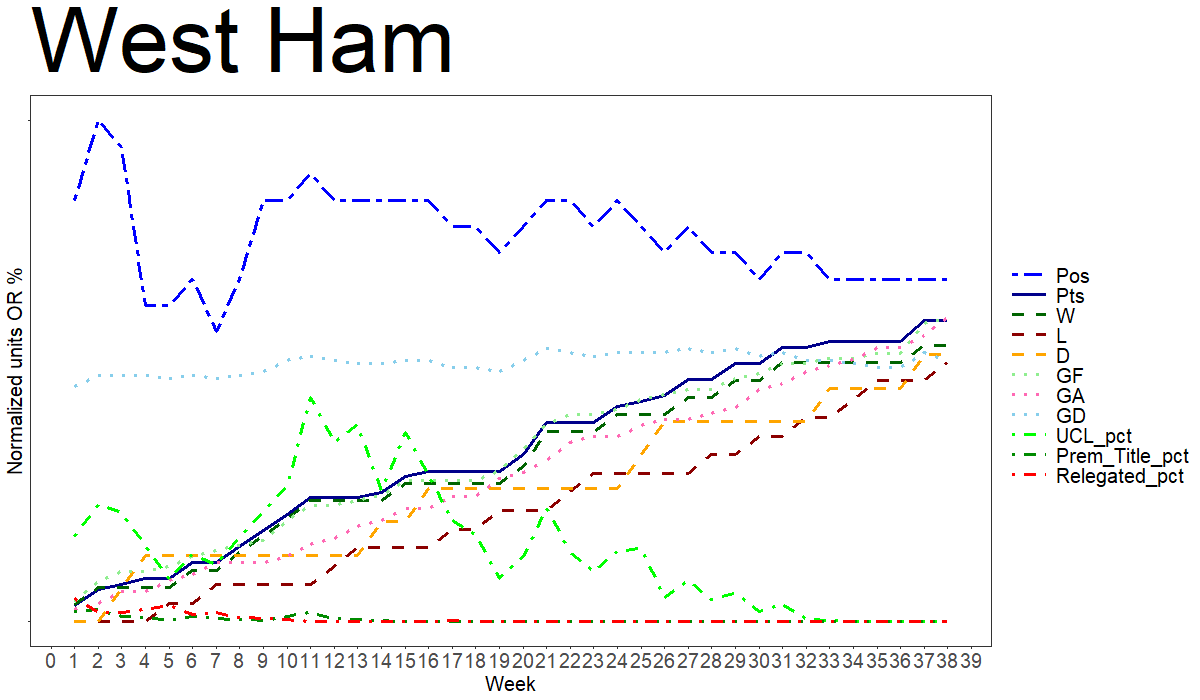 West Ham
Normalized units OR %
0 1 2 3 4 5 6 7 8 9 10 11 12 13 14 15 16 17 18 19 20 21 22 23 24 25 26 27 28 29 30 31 32 33 34 35 36 37 38 39
Week
Pos
Pts
W
L
D
GF
GA
GD
UCL_pct
Prem_Title_pct
Relegated_pct